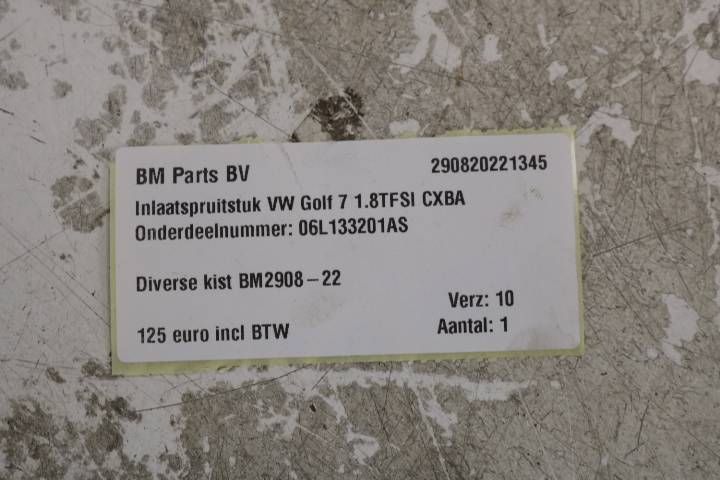 BM Parts BV 290820221345
Inlaatspruitstuk VW Golf 7 1.8TFSI CXBA
Onderdeelnummer: 06L133201AS
Diverse kist BM2908-22
Verz: 10
125 euro incl BTW Aantal: 1